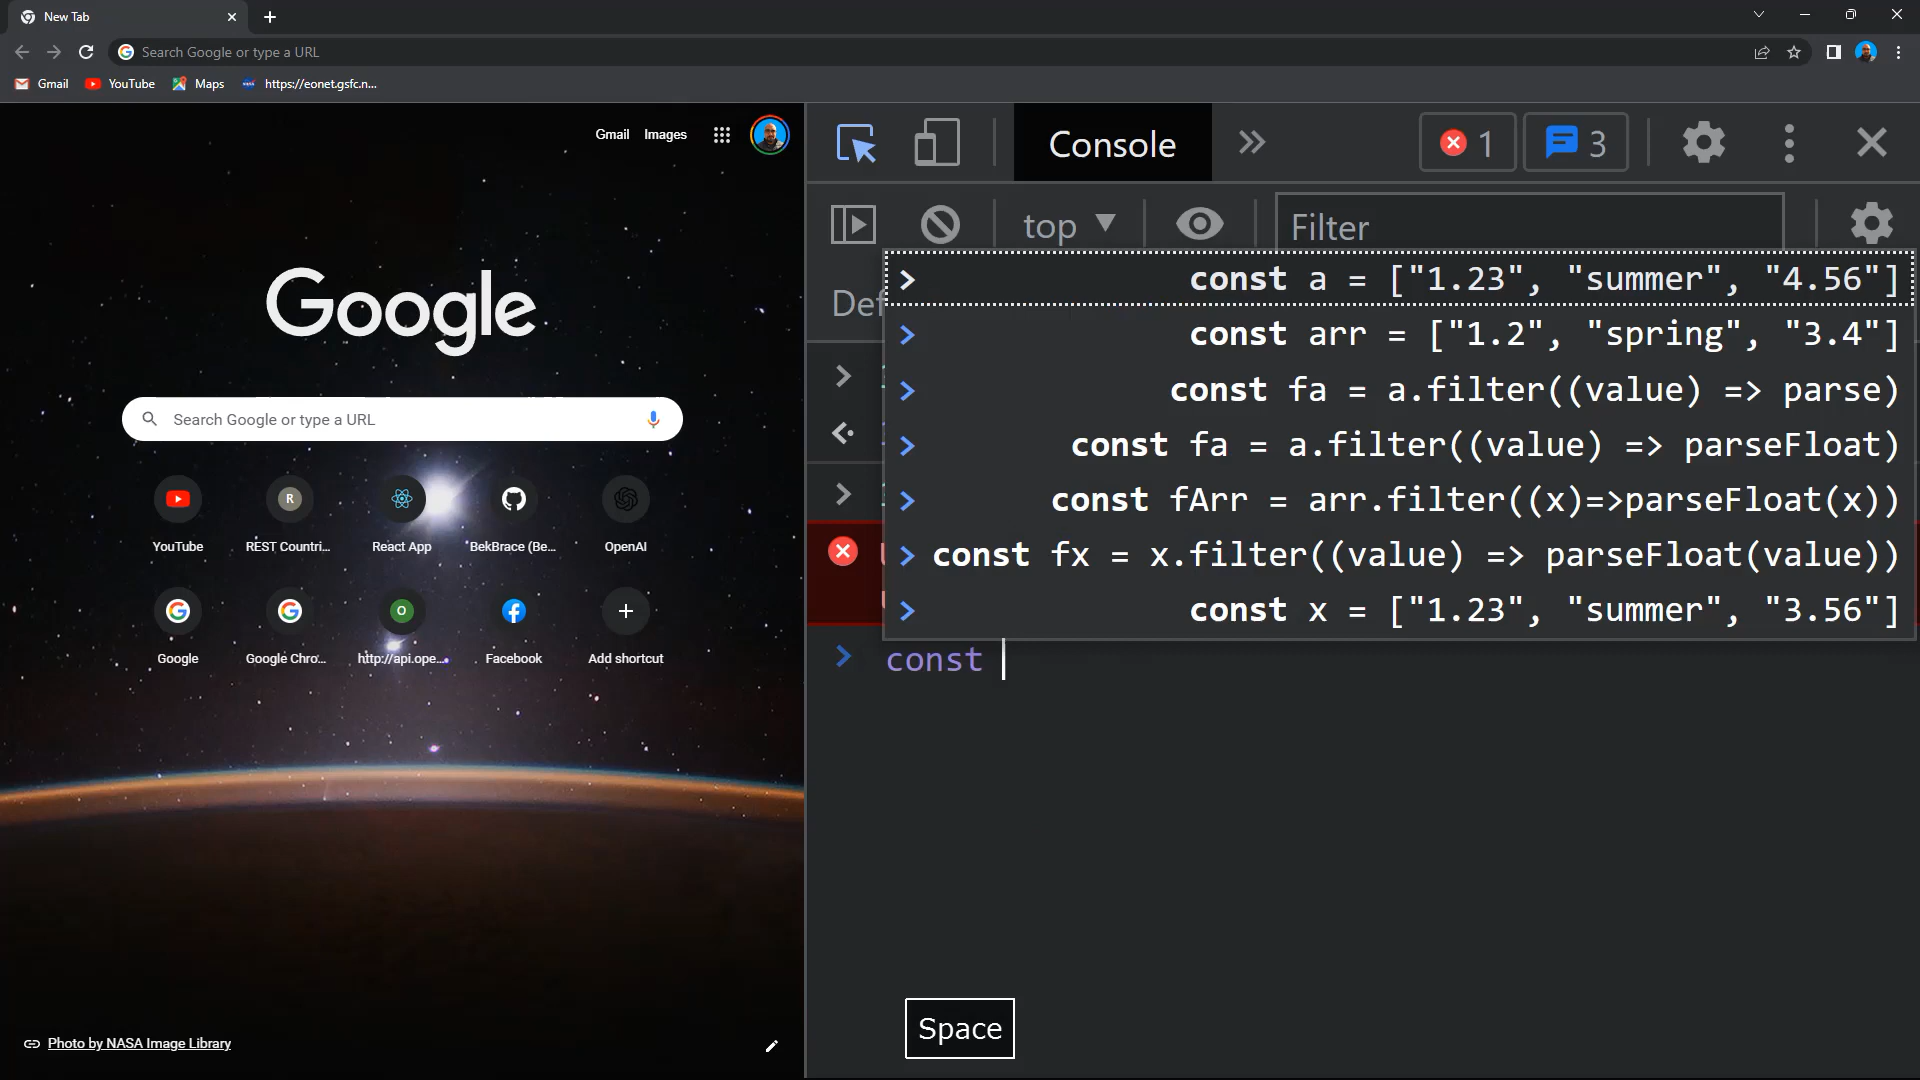 New Tab
Search Google or type a URL
Gmail YouTube Maps https://eonet.gsfc.n...
Gmail Images
Google
Search Google or type a URL
YouTube REST Countri... React App BekBrace (Be... OpenAI
R
Google Google Chro... http://api.ope... Facebook Add shortcut
O
Photo by NASA Image Library
Console 1 3
top Filter
Def
> const a = ["1.23", "summer", "4.56"]
> const arr = ["1.2", "spring", "3.4"]
> const fa = a.filter((value) => parse)
> const fa = a.filter((value) => parseFloat)
> const fArr = arr.filter((x)=>parseFloat(x))
> const fx = x.filter((value) => parseFloat(value))
> const x = ["1.23", "summer", "3.56"]
> const
Space